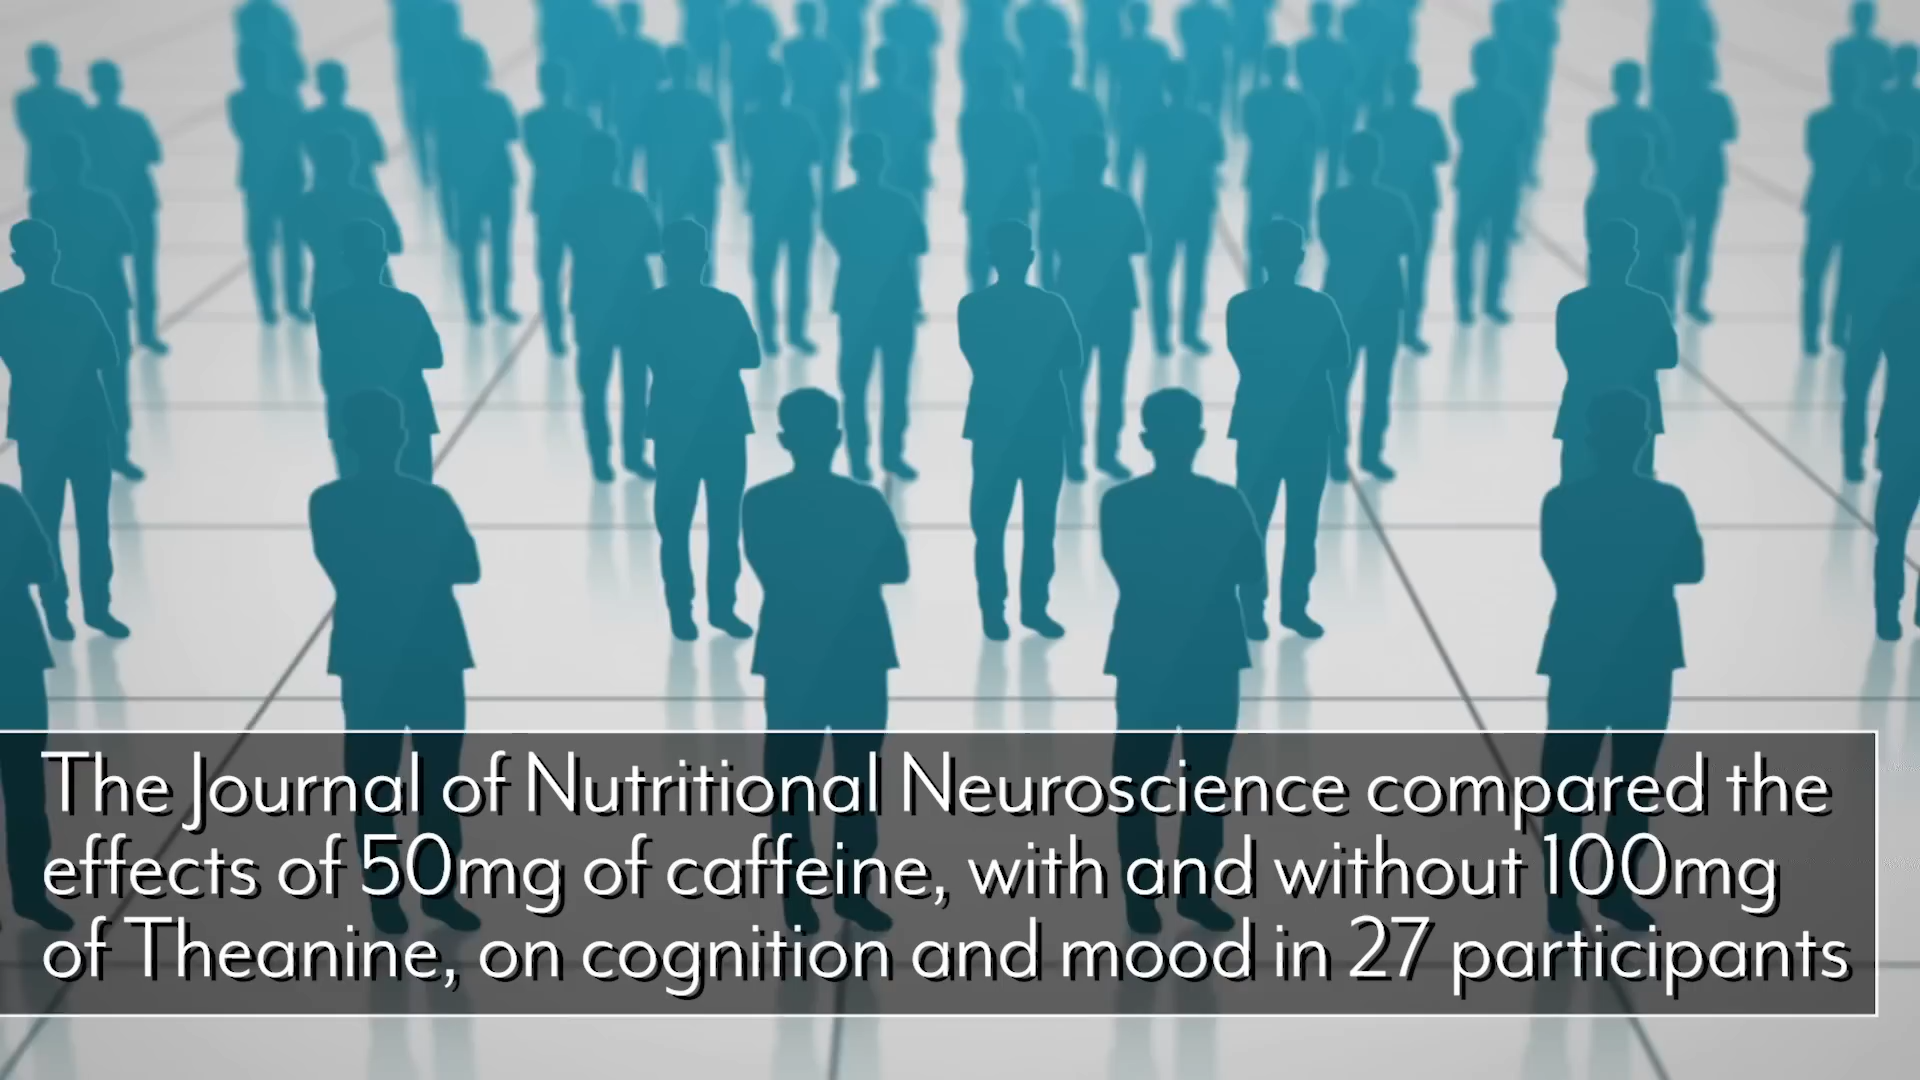 The Journal of Nutritional Neuroscience compared the
effects of 50mg of caffeine, with and without 100mg
of Theanine, on cognition and mood in 27 participants